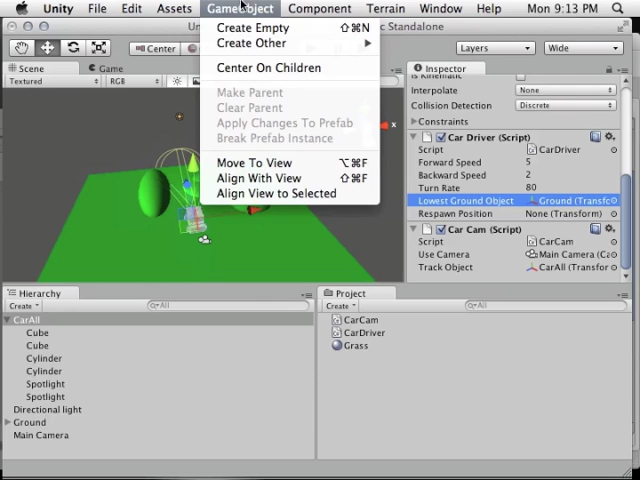 Unity File Edit Assets GameObject Component Terrain Window Help Mon 9:13 PM
Standalone
Center
Layers Wide
Scene Game
Textured RGB
Create Empty ⇧⌘N
Create Other
Center On Children
Make Parent
Clear Parent
Apply Changes To Prefab
Break Prefab Instance
Move To View ⌥⌘F
Align With View ⇧⌘F
Align View to Selected
x
Inspector
Interpolate None
Collision Detection Discrete
Constraints
Car Driver (Script)
Script CarDriver
Forward Speed 5
Backward Speed 2
Turn Rate 80
Lowest Ground Object Ground (Transfc
Respawn Position None (Transform)
Car Cam (Script)
Script CarCam
Use Camera Main Camera (Ca
Track Object CarAll (Transfor
Hierarchy
Create All
CarAll
Cube
Cube
Cylinder
Cylinder
Spotlight
Spotlight
Directional light
Ground
Main Camera
Project
Create All
CarCam
CarDriver
Grass